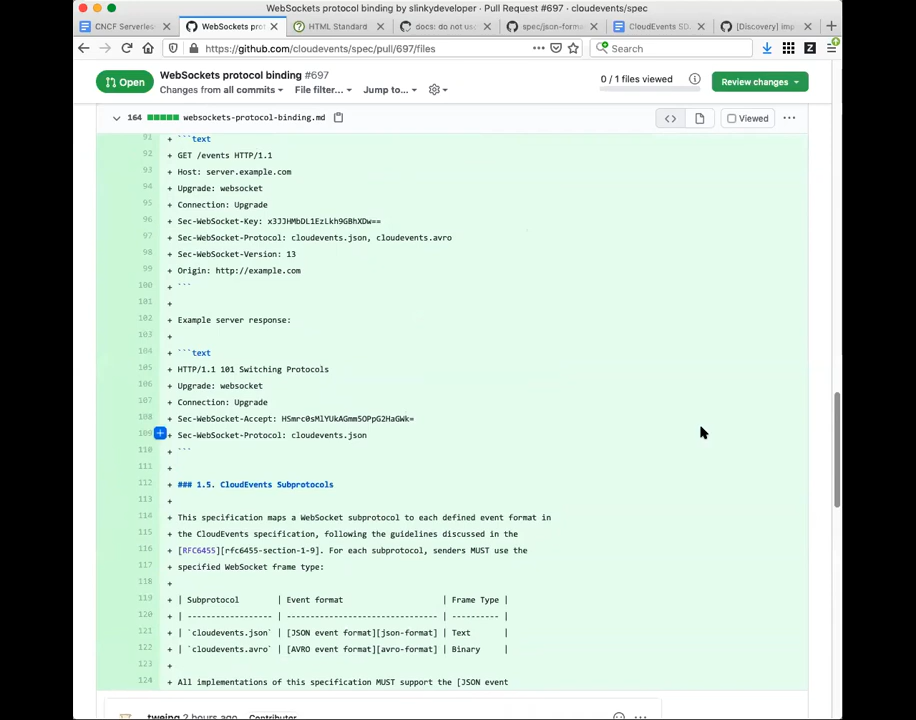 WebSockets protocol binding by slinkydeveloper · Pull Request #697 · cloudevents/spec
CNCF Serverless
WebSockets pro
HTML Standard
docs: do not use
spec/json-forma
CloudEvents SD
[Discovery] imp
https://github.com/cloudevents/spec/pull/697/files
Search
Open
WebSockets protocol binding #697
Changes from all commits
File filter...
Jump to...
0 / 1 files viewed
Review changes
164
websockets-protocol-binding.md
Viewed
91 + ```text
92 + GET /events HTTP/1.1
93 + Host: server.example.com
94 + Upgrade: websocket
95 + Connection: Upgrade
96 + Sec-WebSocket-Key: x3JJHMbDL1EzLkh9GBhXDw==
97 + Sec-WebSocket-Protocol: cloudevents.json, cloudevents.avro
98 + Sec-WebSocket-Version: 13
99 + Origin: http://example.com
100 + ```
101 +
102 + Example server response:
103 +
104 + ```text
105 + HTTP/1.1 101 Switching Protocols
106 + Upgrade: websocket
107 + Connection: Upgrade
108 + Sec-WebSocket-Accept: HSmrc0sMlYUkAGmm5OPpG2HaGWk=
109 + Sec-WebSocket-Protocol: cloudevents.json
110 + ```
111 +
112 + ### 1.5. CloudEvents Subprotocols
113 +
114 + This specification maps a WebSocket subprotocol to each defined event format in
115 + the CloudEvents specification, following the guidelines discussed in the
116 + [RFC6455][rfc6455-section-1-9]. For each subprotocol, senders MUST use the
117 + specified WebSocket frame type:
118 +
119 + | Subprotocol | Event format | Frame Type |
120 + | ----------------- | -------------------------------- | ---------- |
121 + | `cloudevents.json` | [JSON event format][json-format] | Text |
122 + | `cloudevents.avro` | [AVRO event format][avro-format] | Binary |
123 +
124 + All implementations of this specification MUST support the [JSON event
tweing 2 hours ago Contributor